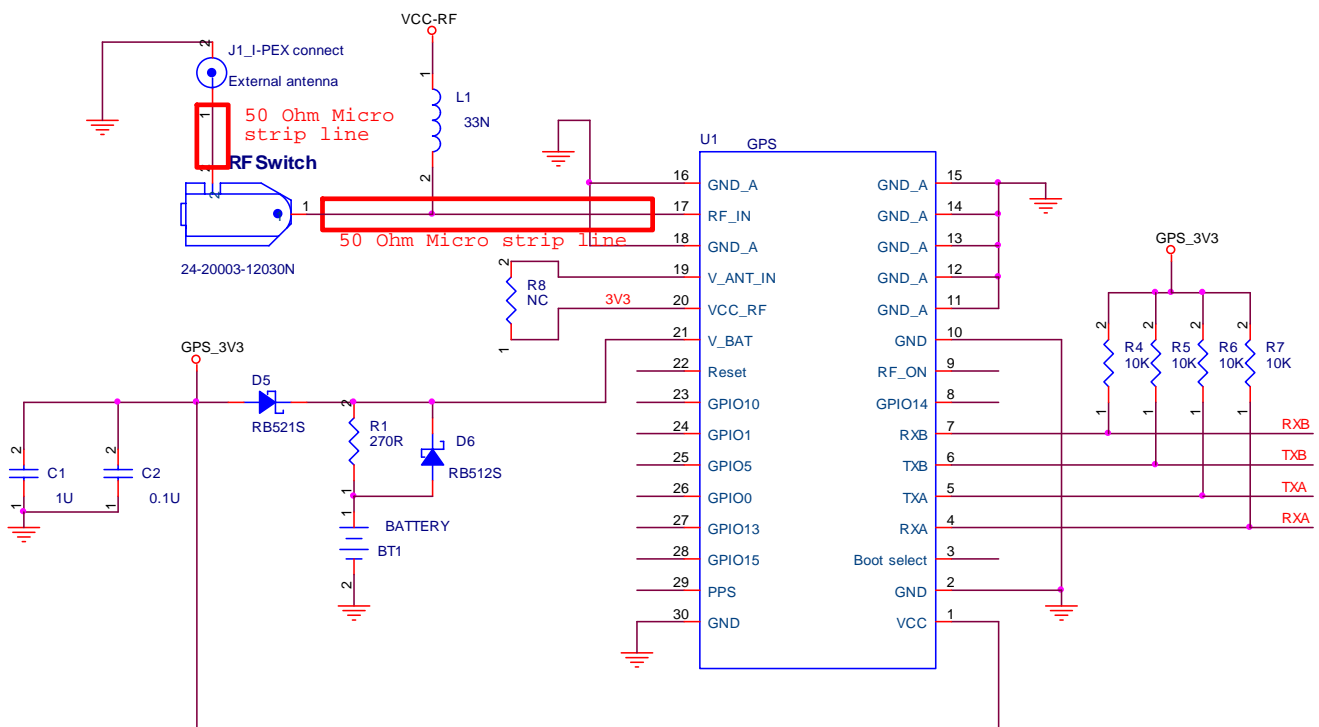 VCC-RF
2
J1_I-PEX connect
External antenna
1
50 Ohm Micro
strip line
1
L1
33N
2
RF Switch
2
1
50 Ohm Micro strip line
24-20003-12030N
U1
GPS
16 GND_A
17 RF_IN
18 GND_A
19 V_ANT_IN
20 VCC_RF
21 V_BAT
22 Reset
23 GPIO10
24 GPIO1
25 GPIO5
26 GPIO0
27 GPIO13
28 GPIO15
29 PPS
30 GND
GND_A 15
GND_A 14
GND_A 13
GND_A 12
GND_A 11
GND 10
RF_ON 9
GPIO14 8
RXB 7
TXB 6
TXA 5
RXA 4
Boot select 3
GND 2
VCC 1
2
R8
NC
1
3V3
GPS_3V3
D5
RB521S
2
R1
270R
1
D6
RB512S
2
C1
1U
1
2
C2
0.1U
1
1
BATTERY
BT1
2
GPS_3V3
2 2 2 2
R4 R5 R6 R7
10K 10K 10K 10K
1 1 1 1
RXB
TXB
TXA
RXA